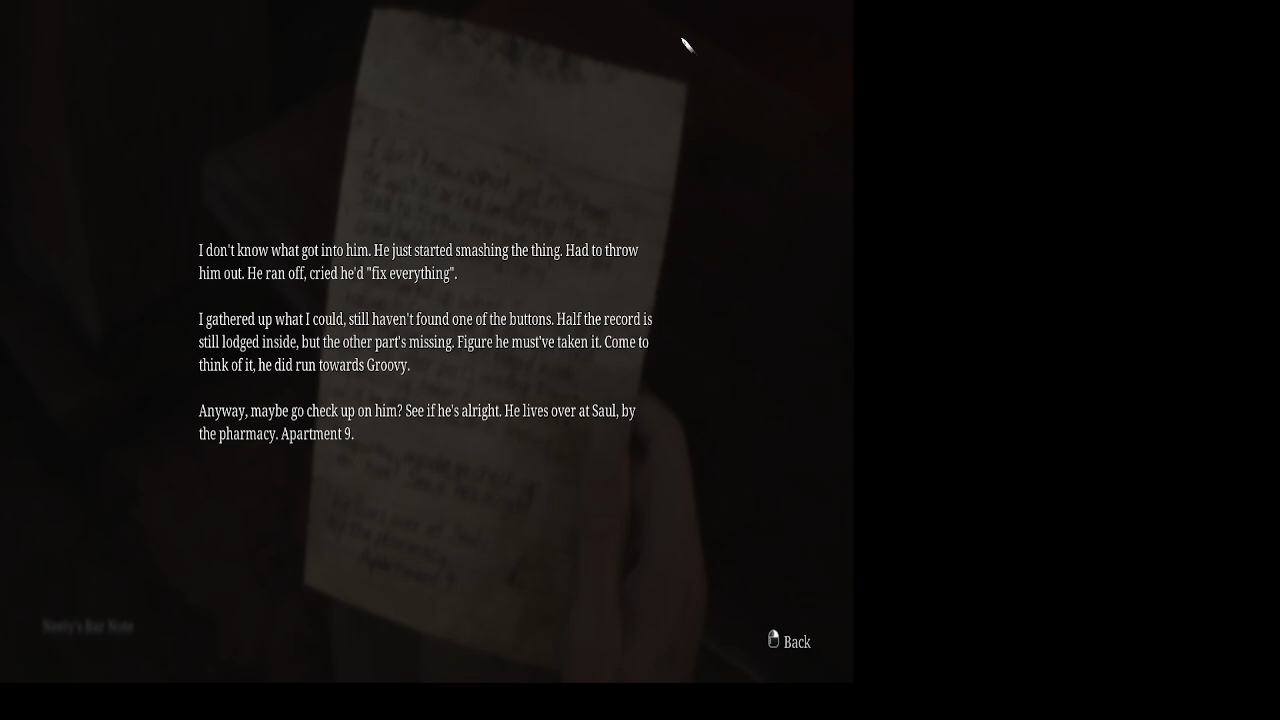 I don't know what got into him. He just started smashing the thing. Had to throw
him out. He ran off, cried he'd "fix everything".
I gathered up what I could, still haven't found one of the buttons. Half the record is
still lodged inside, but the other part's missing. Figure he must've taken it. Come to
think of it, he did run towards Groovy.
Anyway, maybe go check up on him? See if he's alright. He lives over at Saul, by
the pharmacy. Apartment 9.
Neely's Bar Note
Back